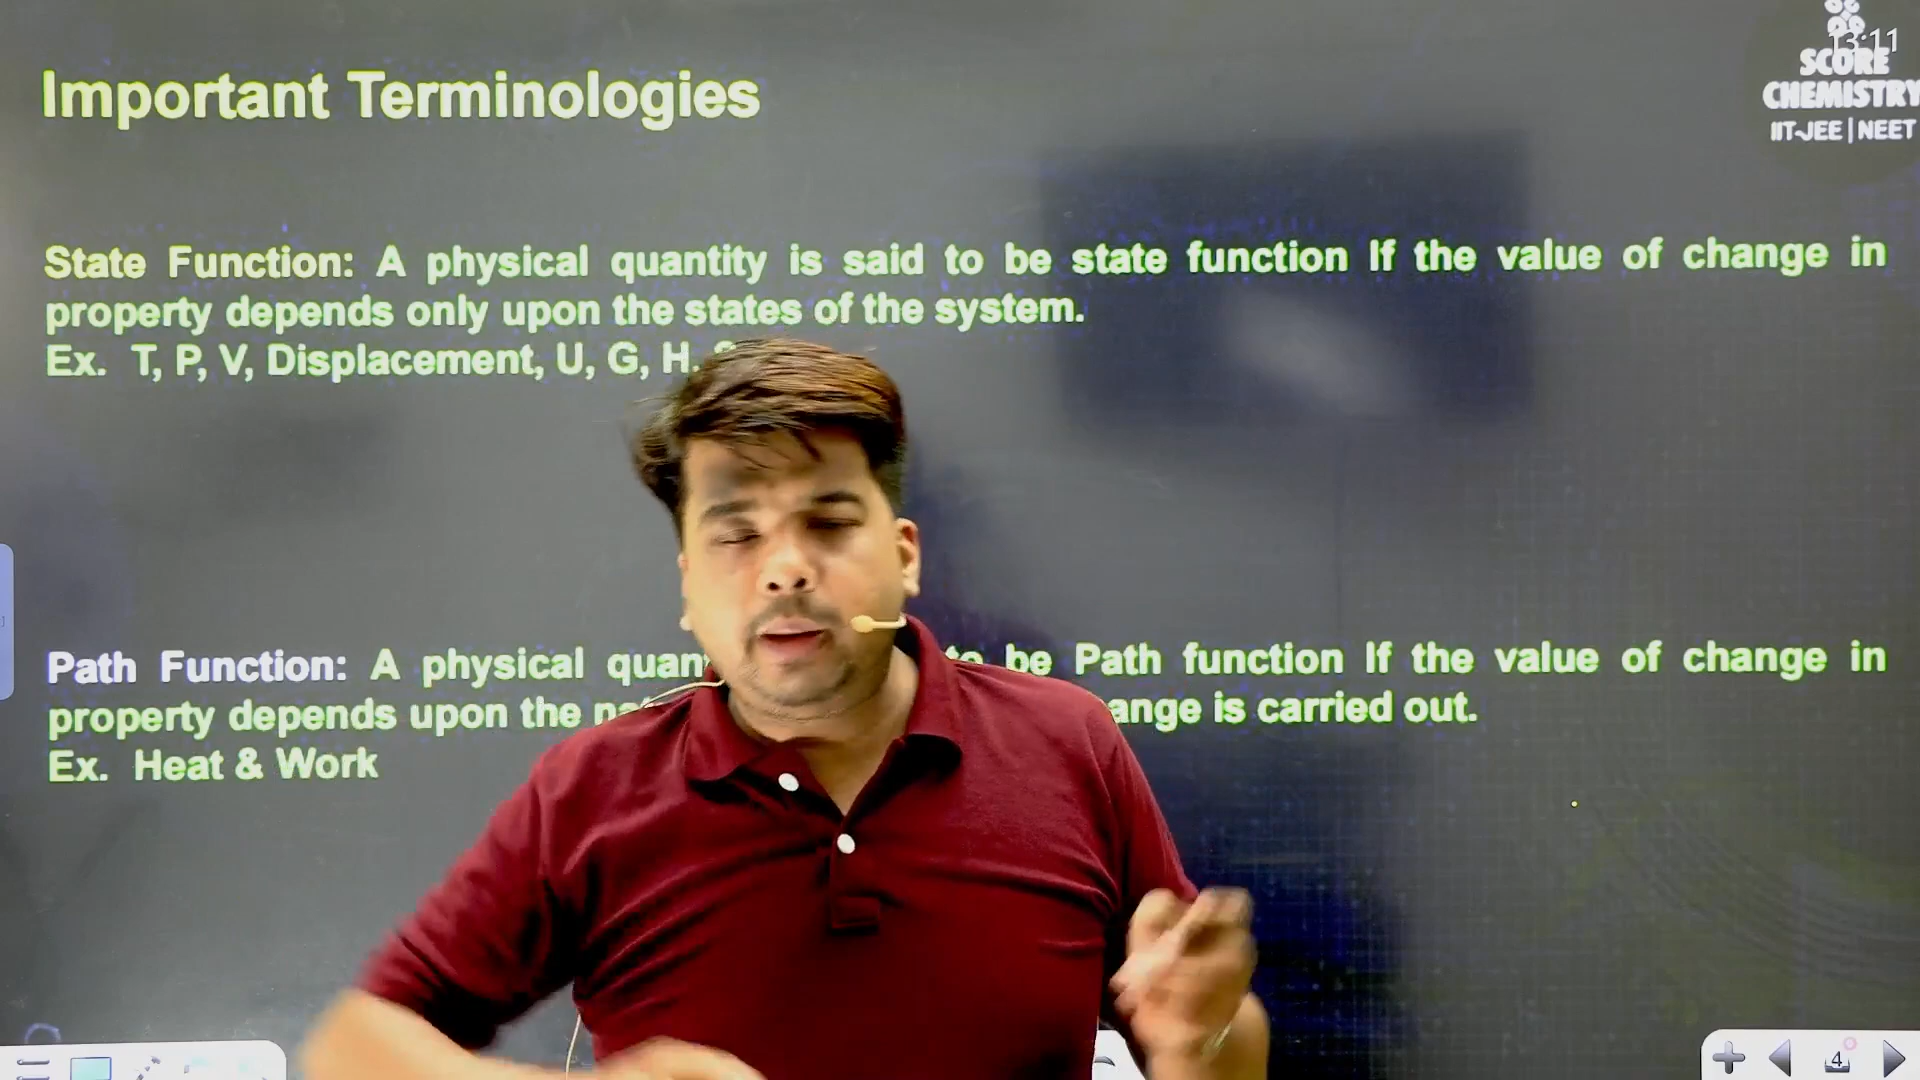 13:11
SCORE
CHEMISTRY
IIT-JEE | NEET
Important Terminologies
State Function: A physical quantity is said to be state function If the value of change in
property depends only upon the states of the system.
Ex. T, P, V, Displacement, U, G, H,
Path Function: A physical be Path function If the value of change in
property depends upon the is carried out.
Ex. Heat & Work
4